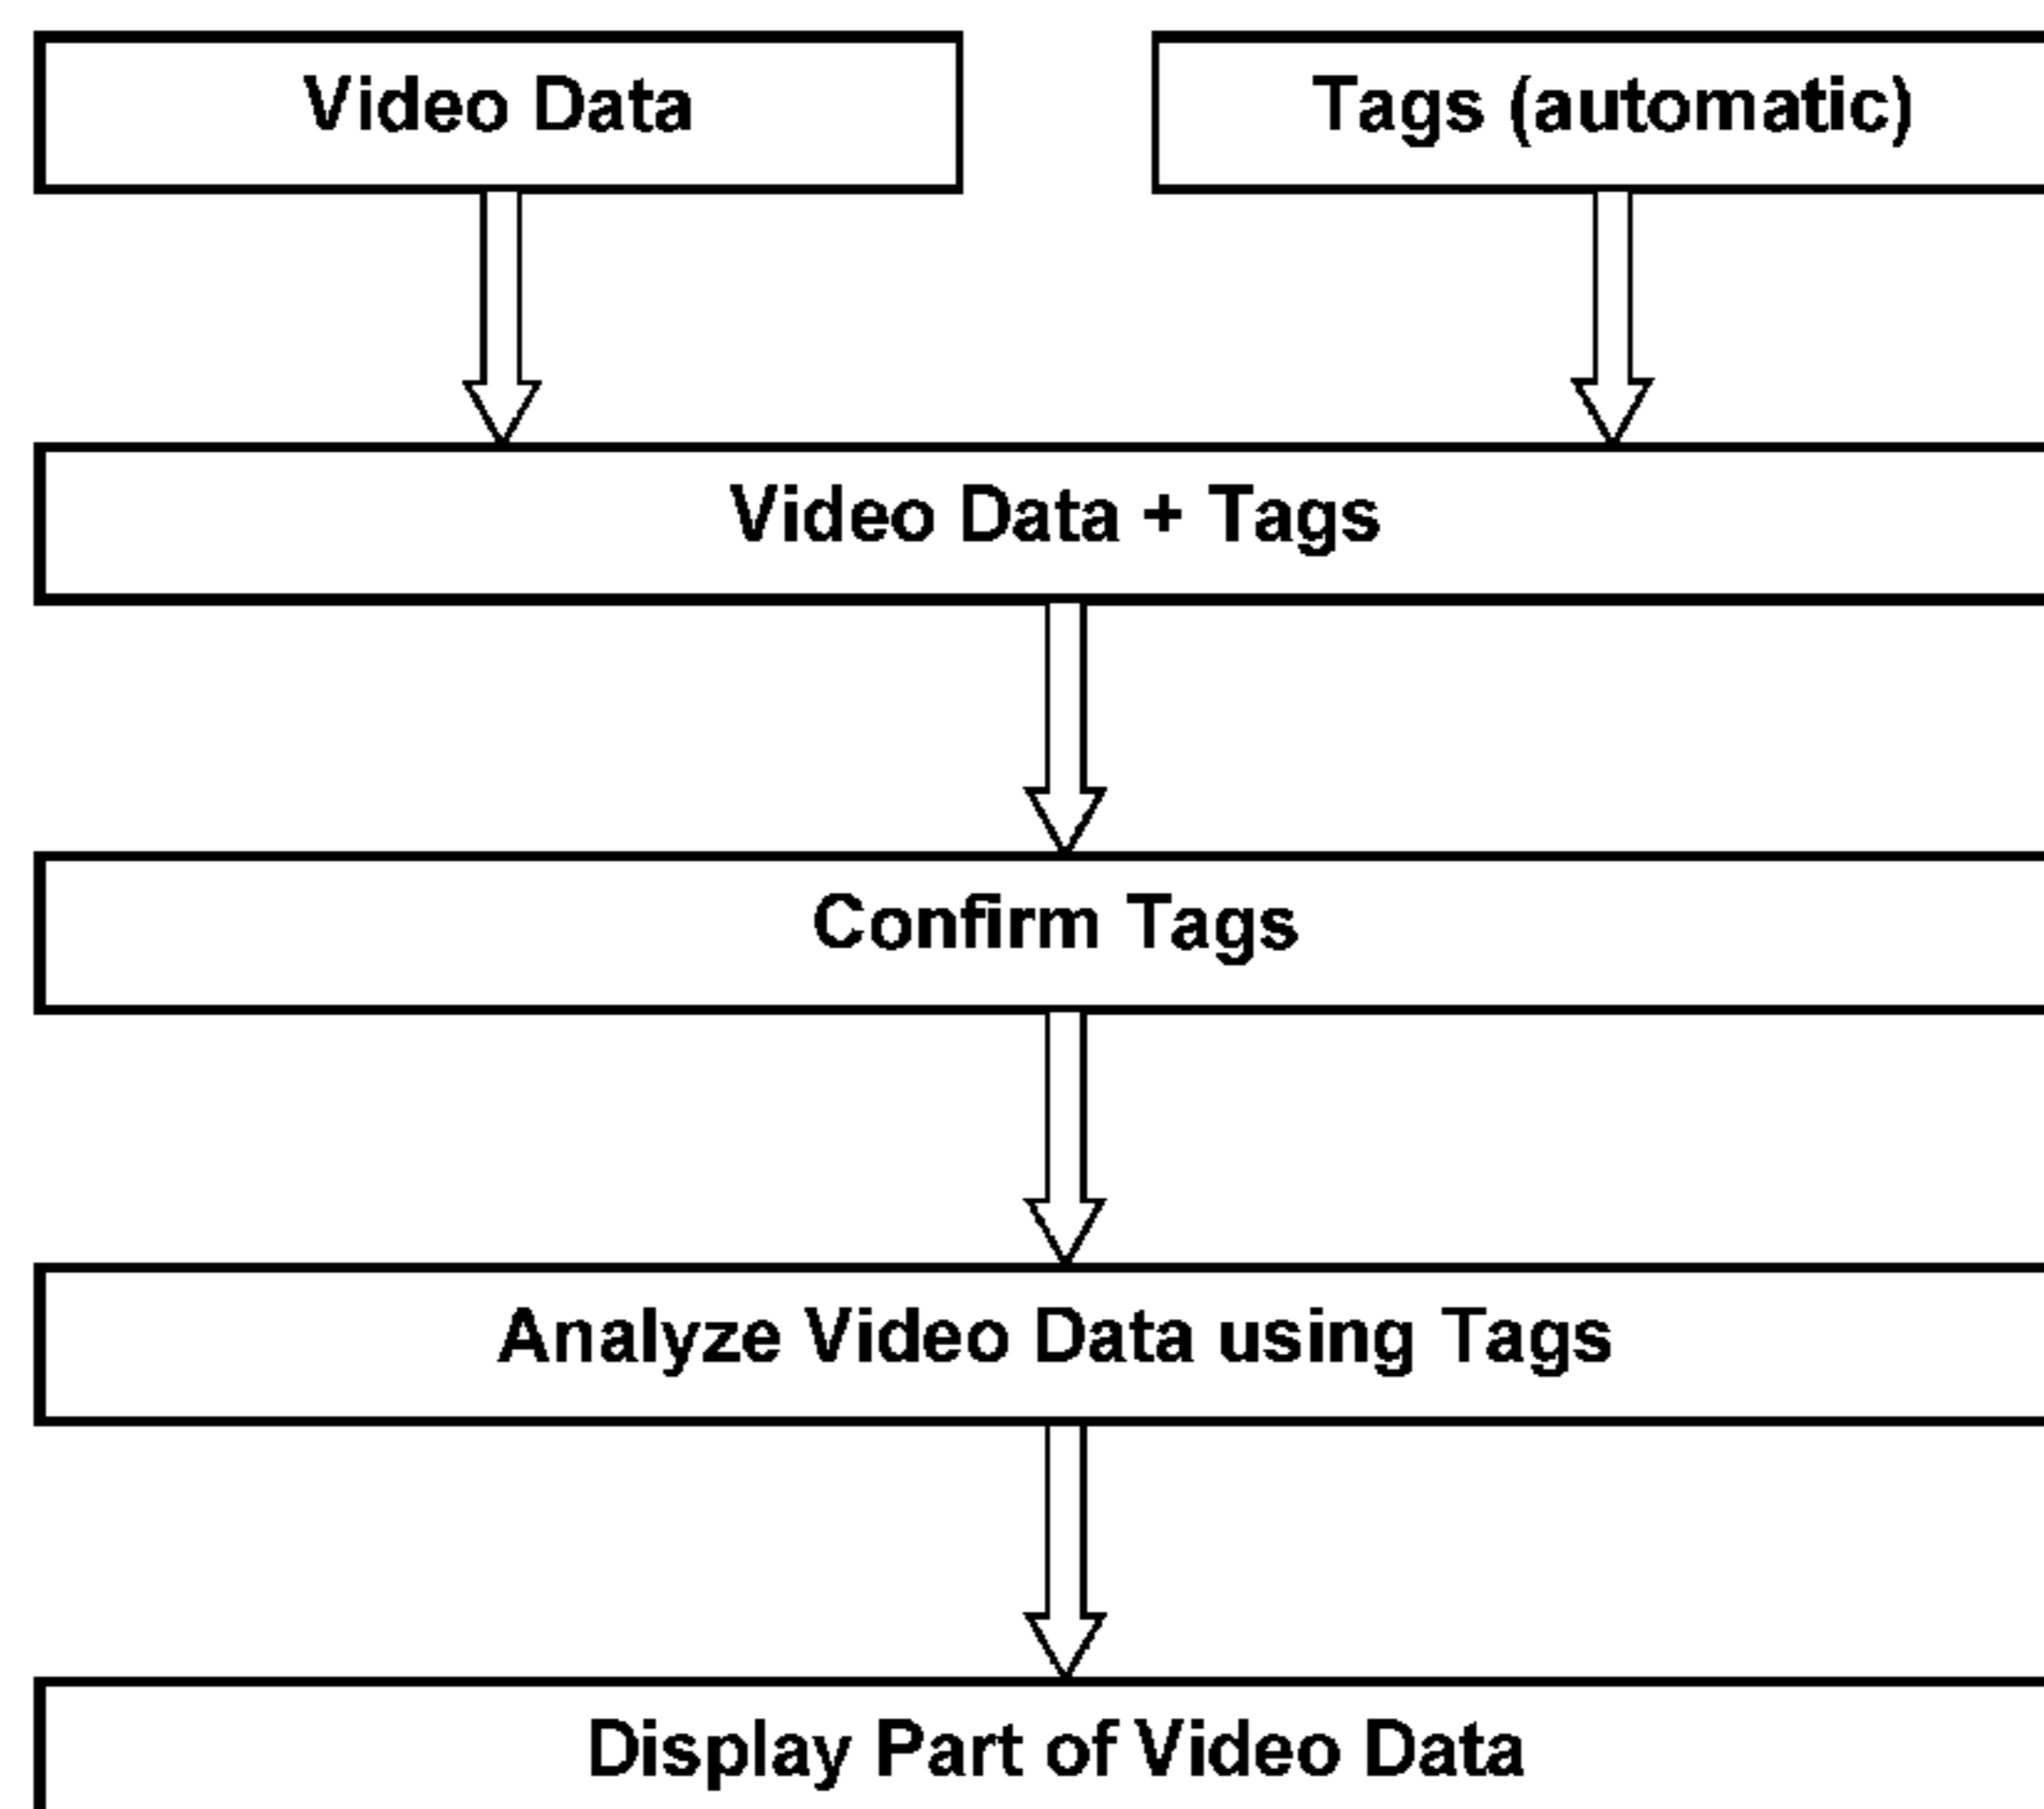 Video Data
Tags (automatic)
Video Data + Tags
Confirm Tags
Analyze Video Data using Tags
Display Part of Video Data